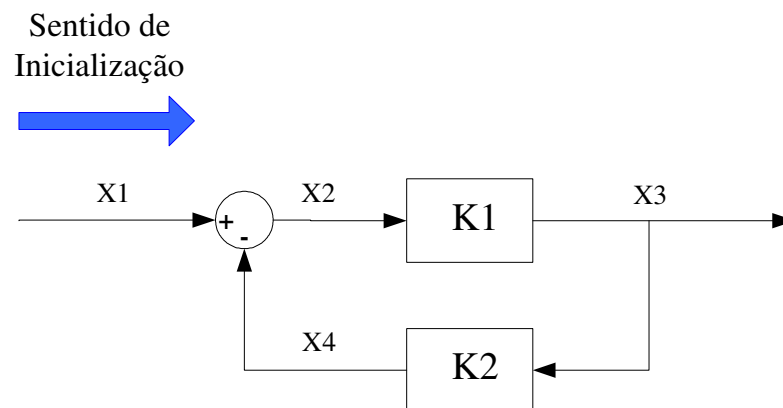 Sentido de
Inicialização
X1
X2
K1
X3
+
-
X4
K2